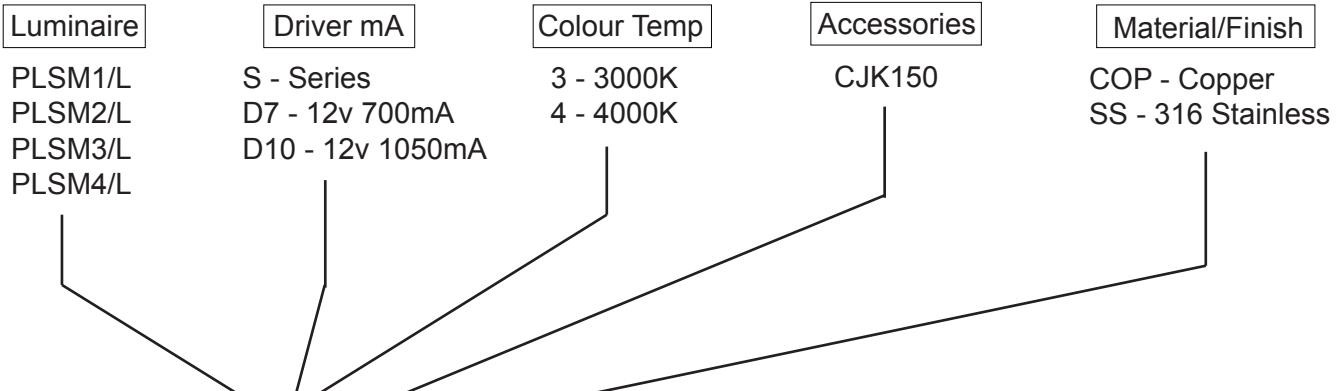 Luminaire
PLSM1/L
PLSM2/L
PLSM3/L
PLSM4/L
Driver mA
S - Series
D7 - 12v 700mA
D10 - 12v 1050mA
Colour Temp
3 - 3000K
4 - 4000K
Accessories
CJK150
Material/Finish
COP - Copper
SS - 316 Stainless